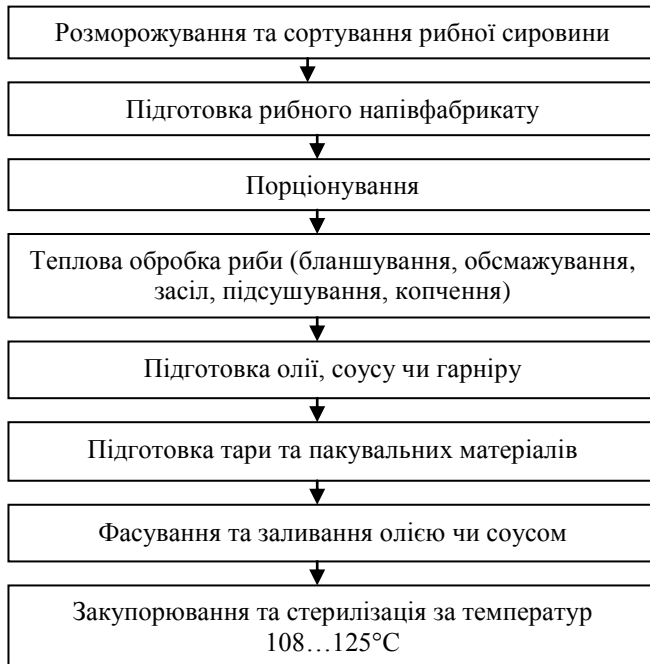 Розморожування та сортування рибної сировини
Підготовка рибного напівфабрикату
Порціонування
Теплова обробка риби (бланшування, обсмажування,
засіл, підсушування, копчення)
Підготовка олії, соусу чи гарніру
Підготовка тари та пакувальних матеріалів
Фасування та заливання олією чи соусом
Закупорювання та стерилізація за температур
108…125°С